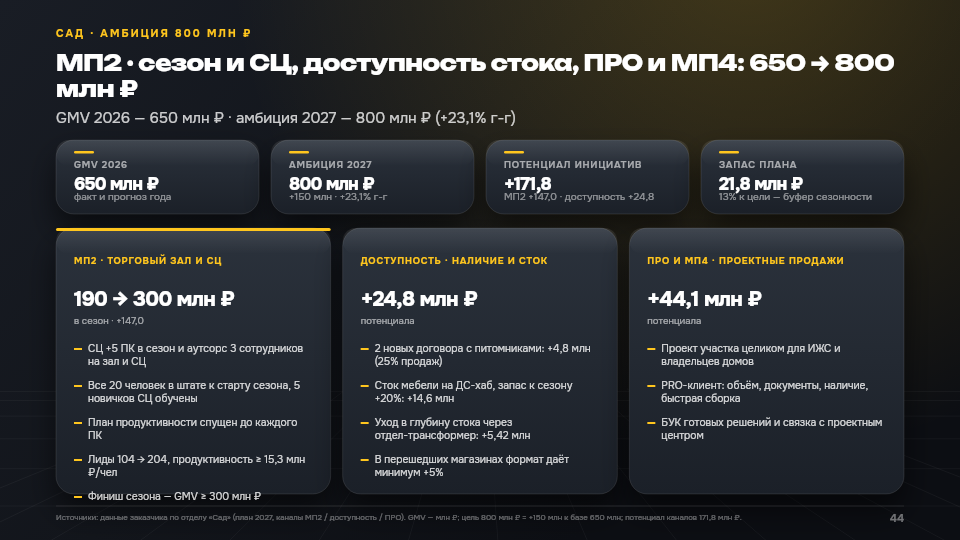 САД · АМБИЦИЯ 800 МЛН ₽
МП2 · сезон и СЦ, доступность стока, ПРО и МП4: 650 → 800
млн ₽
GMV 2026 — 650 млн ₽ · амбиция 2027 — 800 млн ₽ (+23,1% г-г)
GMV 2026
650 млн ₽
факт и прогноз года
АМБИЦИЯ 2027
800 млн ₽
+150 млн · +23,1% г-г
ПОТЕНЦИАЛ ИНИЦИАТИВ
+171,8
МП2 +147,0 · доступность +24,8
ЗАПАС ПЛАНА
21,8 млн ₽
13% к цели — буфер сезонности
МП2 · ТОРГОВЫЙ ЗАЛ И СЦ
190 → 300 млн ₽
в сезон · +147,0
СЦ +5 ПК в сезон и аутсорс 3 сотрудников
на зал и СЦ
Все 20 человек в штате к старту сезона, 5
новичков СЦ обучены
План продуктивности спущен до каждого
ПК
Лиды 104 → 204, продуктивность ≥ 15,3 млн
₽/чел
Финиш сезона — GMV ≥ 300 млн ₽
ДОСТУПНОСТЬ · НАЛИЧИЕ И СТОК
+24,8 млн ₽
потенциала
2 новых договора с питомниками: +4,8 млн
(25% продаж)
Сток мебели на ДС-хаб, запас к сезону
+20%: +14,6 млн
Уход в глубину стока через
отдел-трансформер: +5,42 млн
В перешедших магазинах формат даёт
минимум +5%
ПРО И МП4 · ПРОЕКТНЫЕ ПРОДАЖИ
+44,1 млн ₽
потенциала
Проект участка целиком для ИЖС и
владельцев домов
PRO-клиент: объём, документы, наличие,
быстрая сборка
БУК готовых решений и связка с проектным
центром
Источники: данные заказчика по отделу «Сад» (план 2027, каналы МП2 / доступность / ПРО). GMV — млн ₽; цель 800 млн ₽ = +150 млн к базе 650 млн; потенциал каналов 171,8 млн ₽.
44